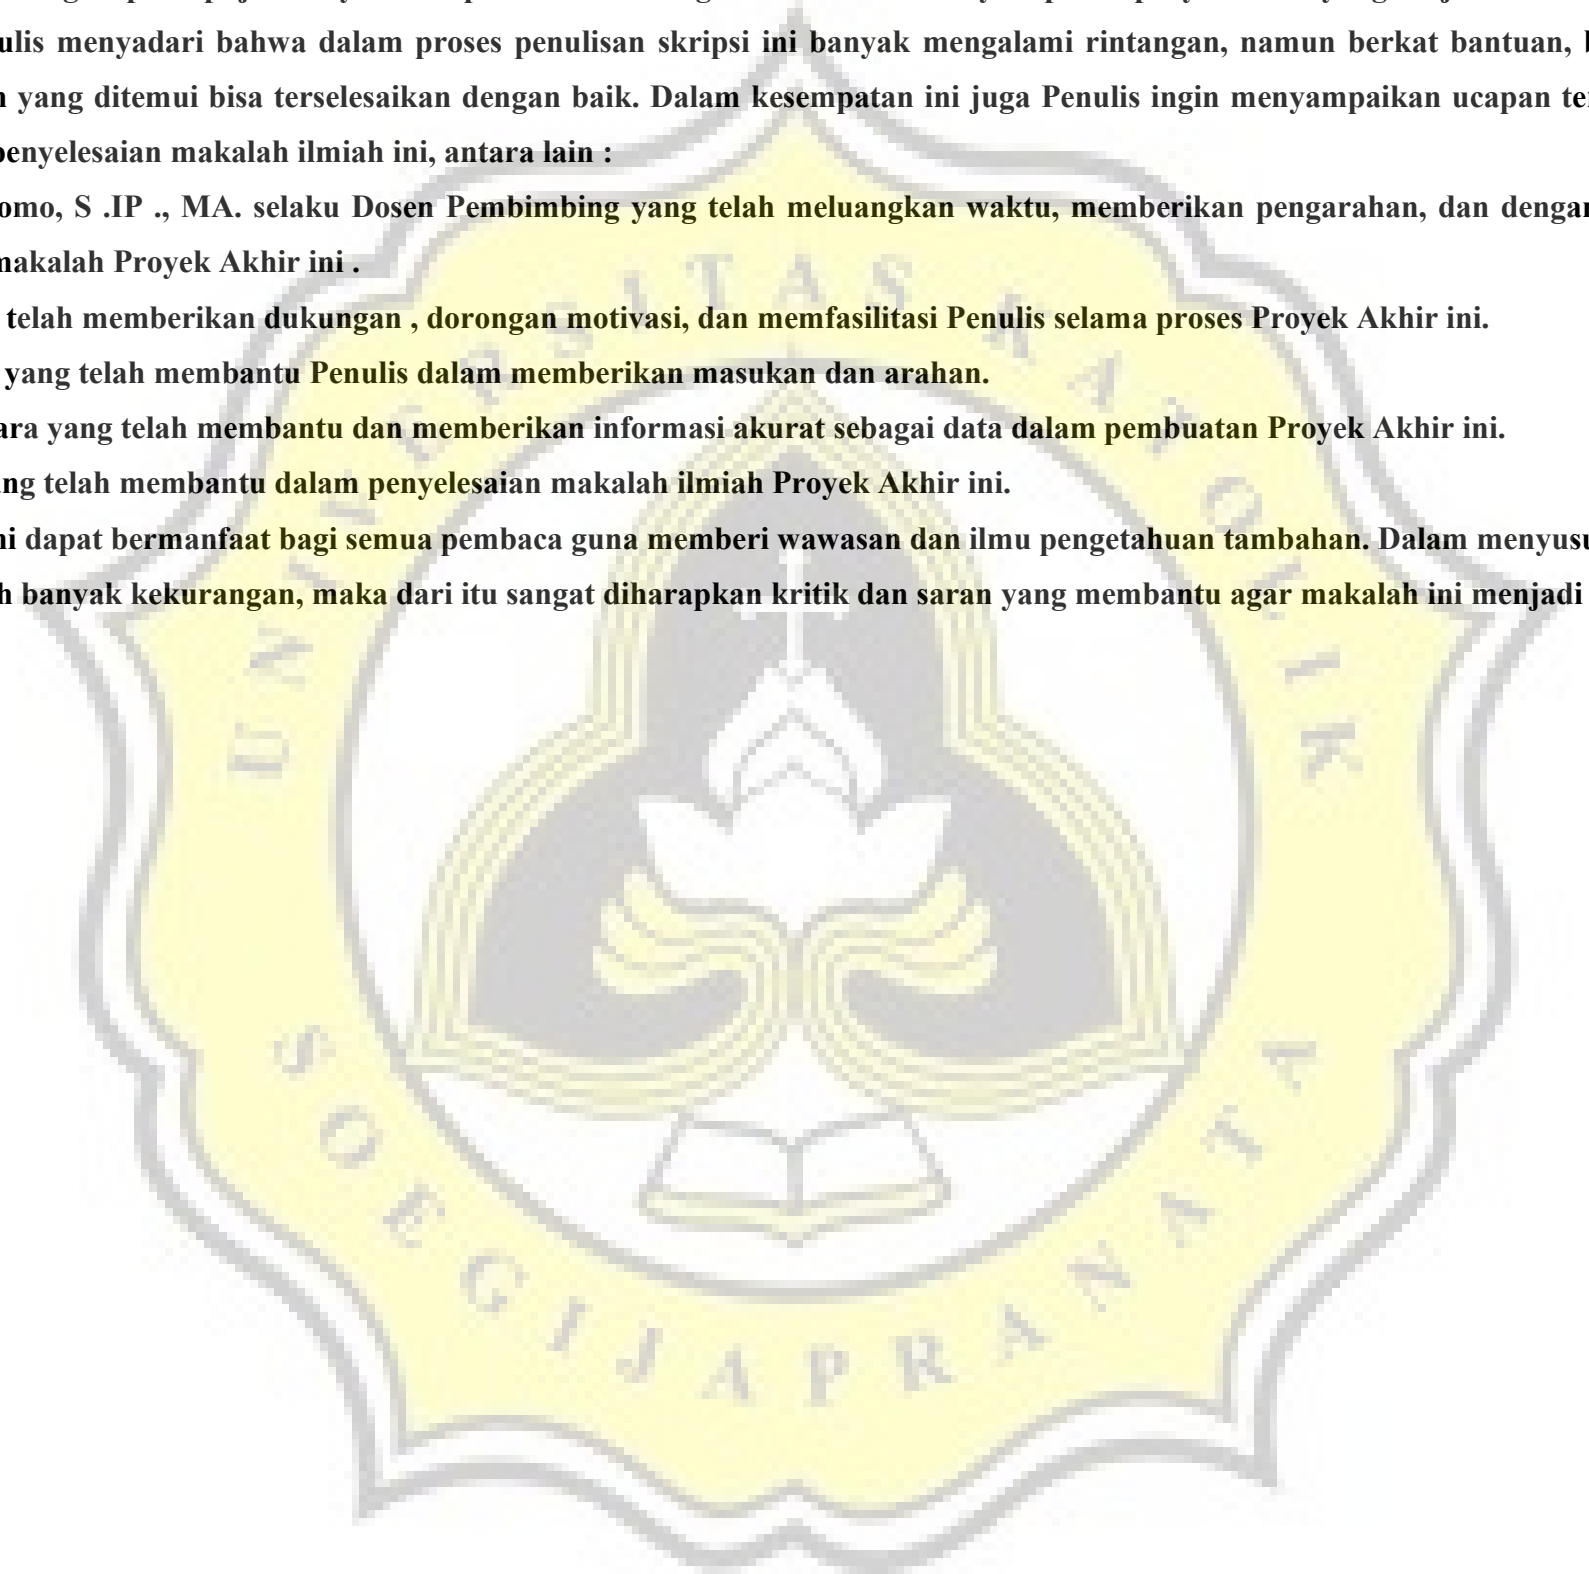 ulis menyadari bahwa dalam proses penulisan skripsi ini banyak mengalami rintangan, namun berkat bantuan, b
n yang ditemui bisa terselesaikan dengan baik. Dalam kesempatan ini juga Penulis ingin menyampaikan ucapan ter
penyelesaian makalah ilmiah ini, antara lain :
omo, S .IP ., MA. selaku Dosen Pembimbing yang telah meluangkan waktu, memberikan pengarahan, dan dengan
makalah Proyek Akhir ini .
telah memberikan dukungan , dorongan motivasi, dan memfasilitasi Penulis selama proses Proyek Akhir ini.
yang telah membantu Penulis dalam memberikan masukan dan arahan.
ara yang telah membantu dan memberikan informasi akurat sebagai data dalam pembuatan Proyek Akhir ini.
ang telah membantu dalam penyelesaian makalah ilmiah Proyek Akhir ini.
ni dapat bermanfaat bagi semua pembaca guna memberi wawasan dan ilmu pengetahuan tambahan. Dalam menyusu
h banyak kekurangan, maka dari itu sangat diharapkan kritik dan saran yang membantu agar makalah ini menjadi
UNIVERSITAS KATOLIK
SOEGIJAPRANATA